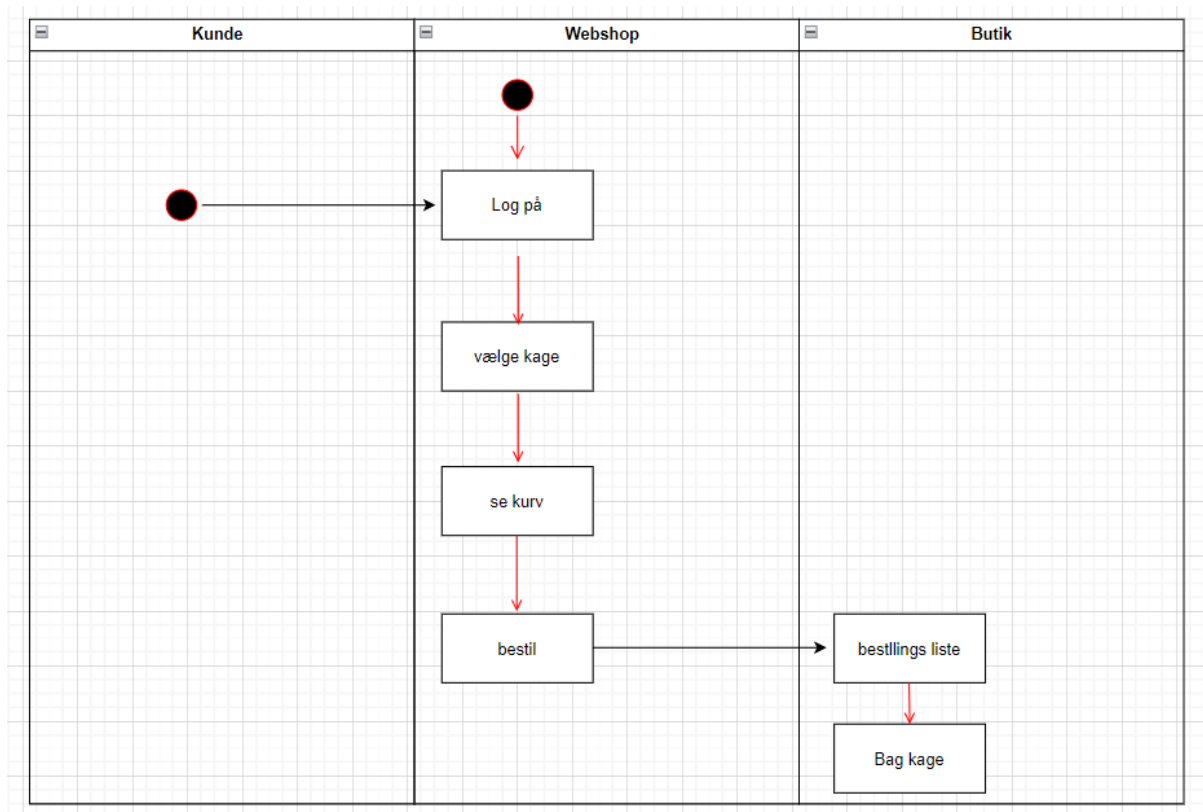 Kunde
Webshop
Butik
Log på
vælge kage
se kurv
bestil
bestllings liste
Bag kage